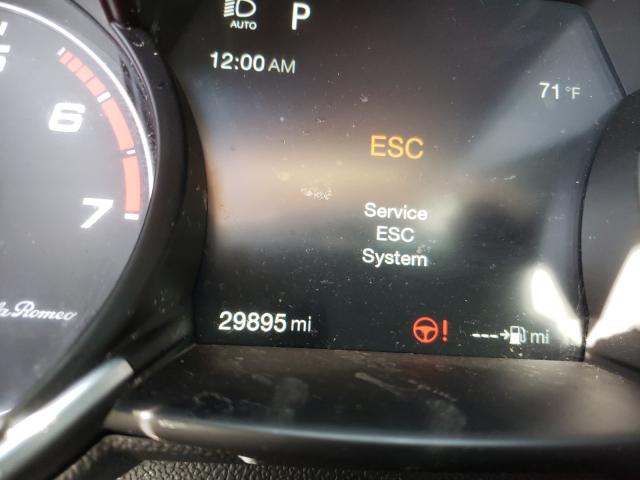 AUTO
P
12:00 AM
71 °F
6
7
ESC
Service
ESC
System
Romeo
29895 mi
! ---→ mi